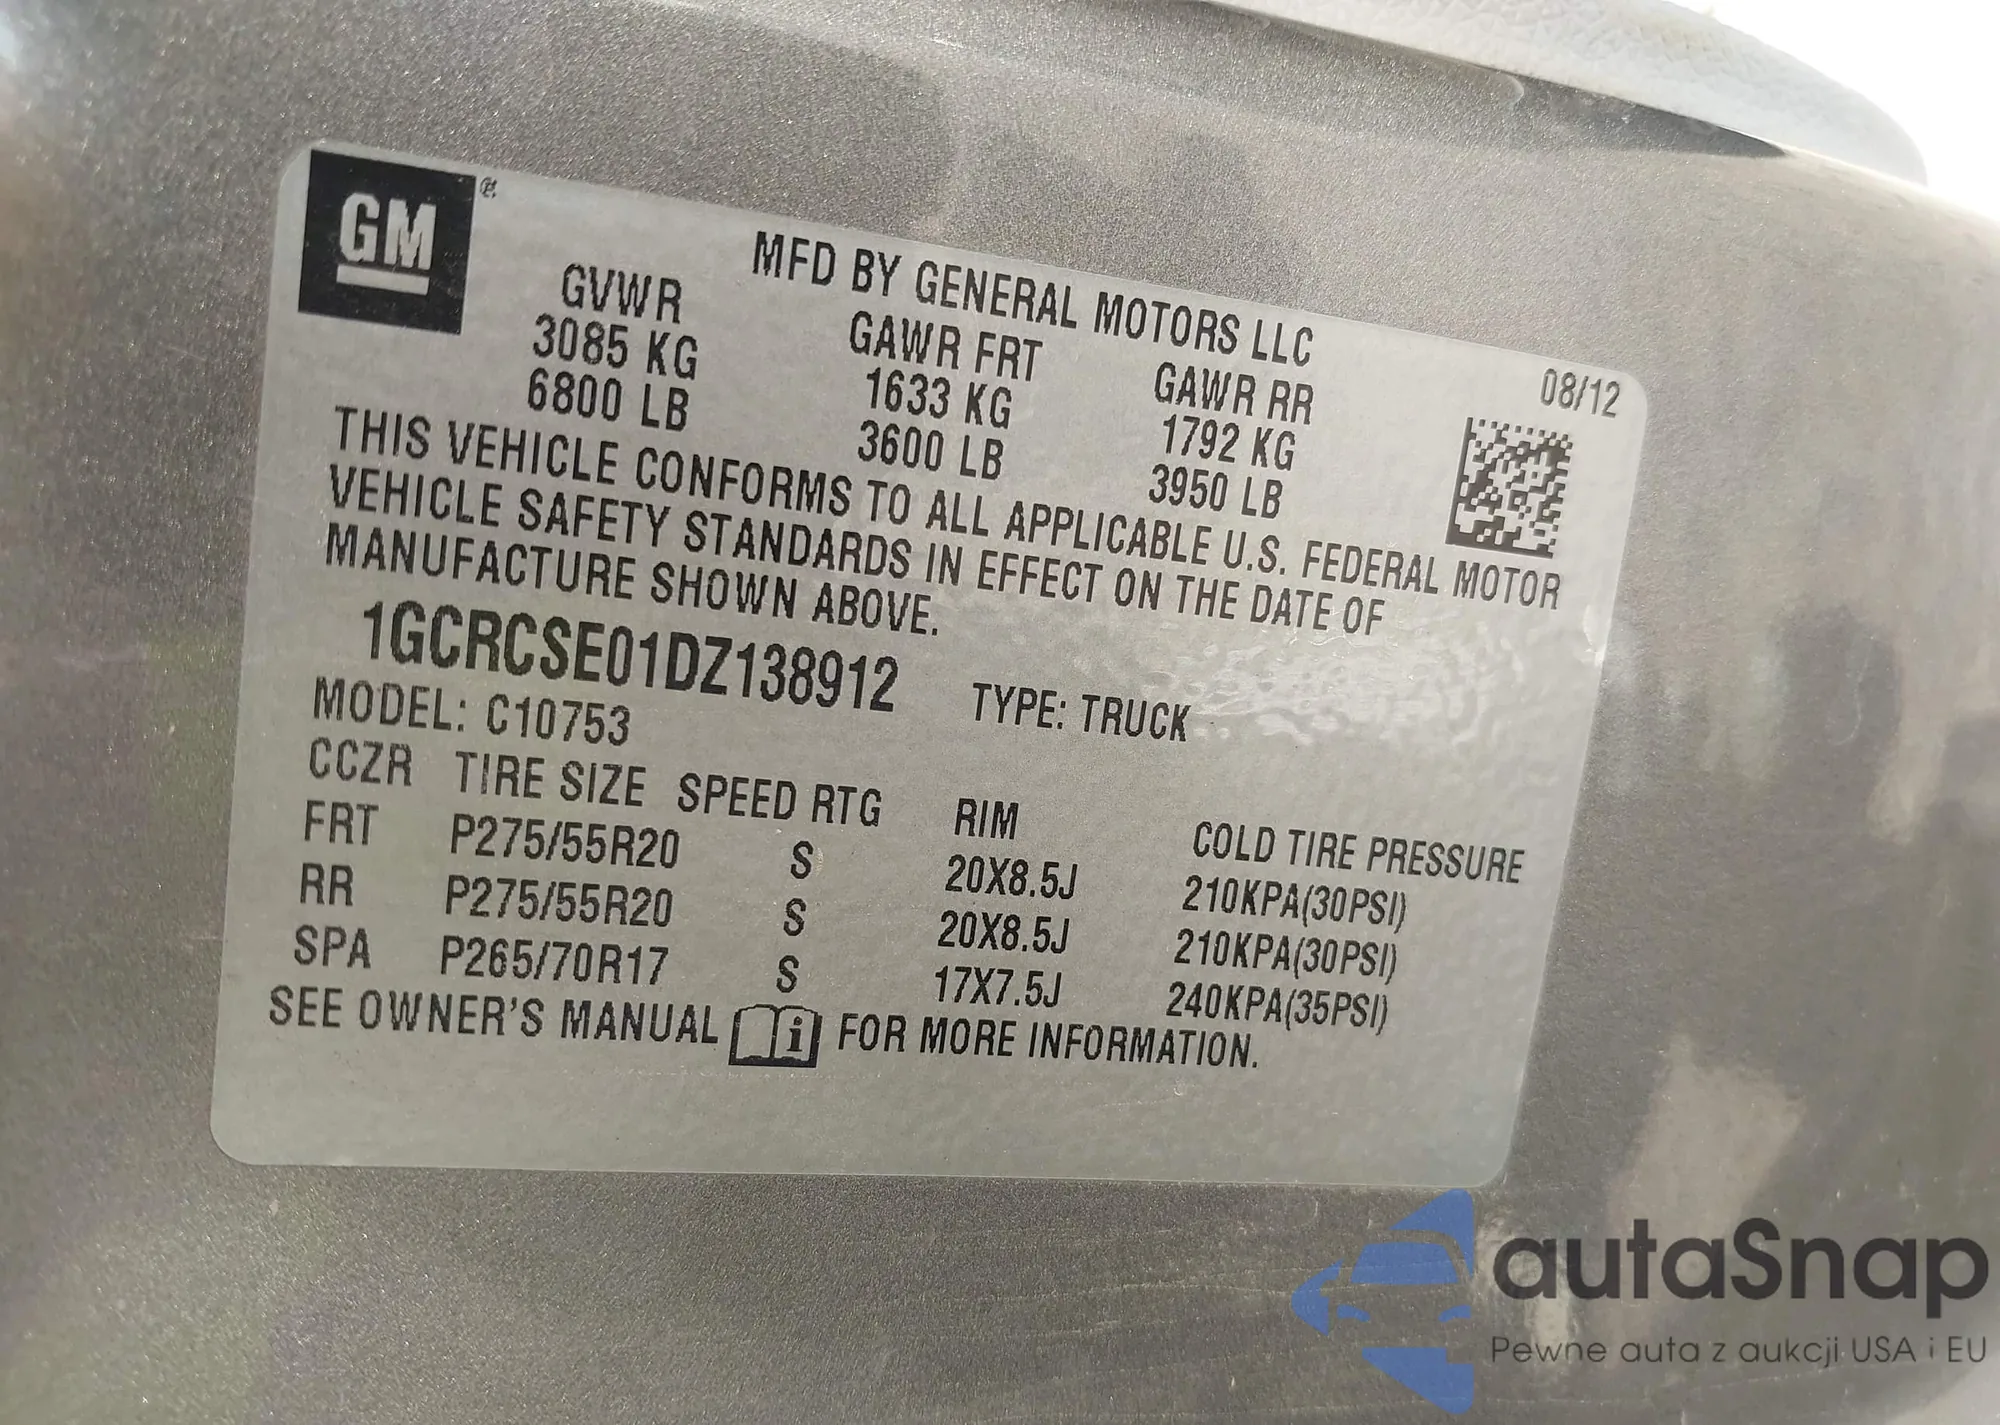 GM®
MFD BY GENERAL MOTORS LLC
08/12
GVWR GAWR FRT GAWR RR
3085 KG 1633 KG 1792 KG
6800 LB 3600 LB 3950 LB
THIS VEHICLE CONFORMS TO ALL APPLICABLE U.S. FEDERAL MOTOR
VEHICLE SAFETY STANDARDS IN EFFECT ON THE DATE OF
MANUFACTURE SHOWN ABOVE.
1GCRCSE01DZ138912 TYPE: TRUCK
MODEL: C10753
CCZR TIRE SIZE SPEED RTG RIM COLD TIRE PRESSURE
FRT P275/55R20 S 20X8.5J 210KPA(30PSI)
RR P275/55R20 S 20X8.5J 210KPA(30PSI)
SPA P265/70R17 S 17X7.5J 240KPA(35PSI)
SEE OWNER'S MANUAL i FOR MORE INFORMATION.
autaSnap
Pewne auta z aukcji USA i EU